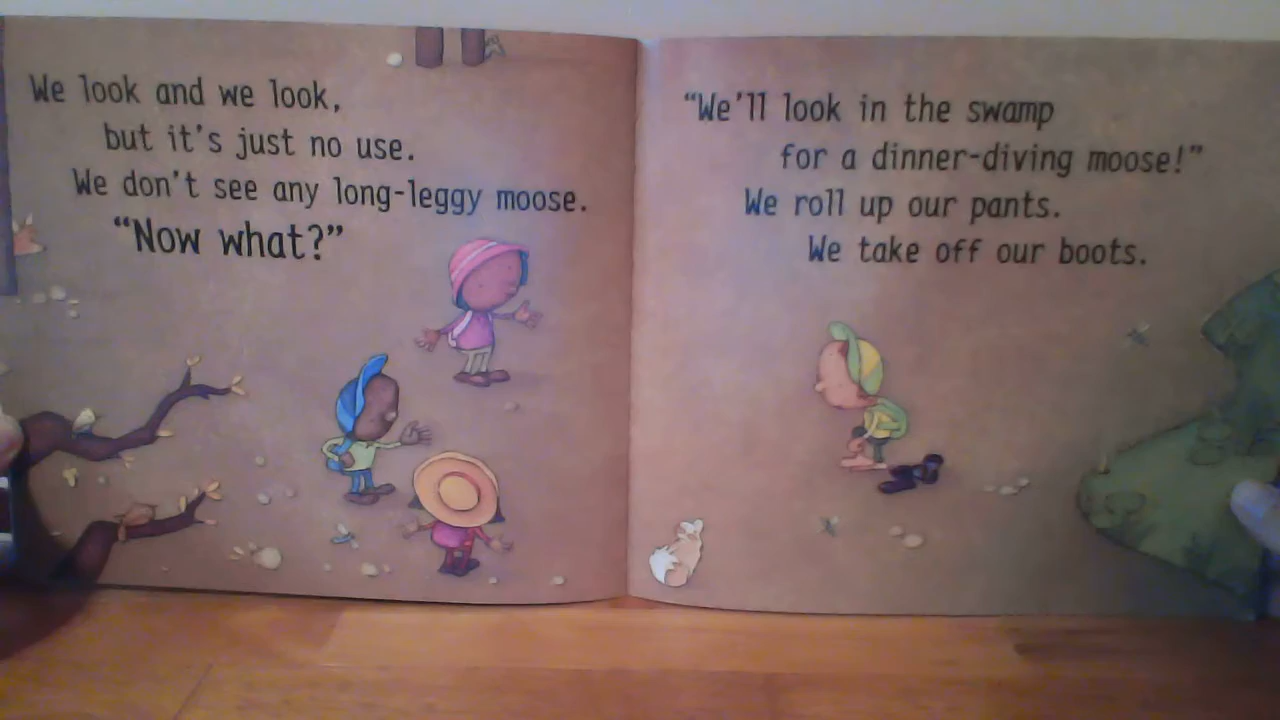 We look and we look,
but it's just no use.
We don't see any long-leggy moose.
“Now what?”
“We'll look in the swamp
for a dinner-diving moose!”
We roll up our pants.
We take off our boots.